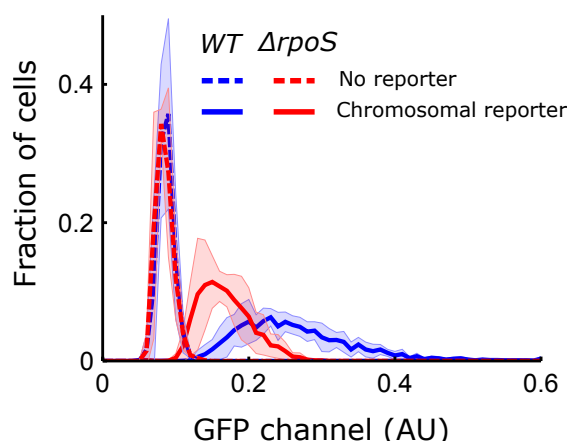 WT ΔrpoS
No reporter
Chromosomal reporter
Fraction of cells
0.4
0.2
0
0 0.2 0.4 0.6
GFP channel (AU)